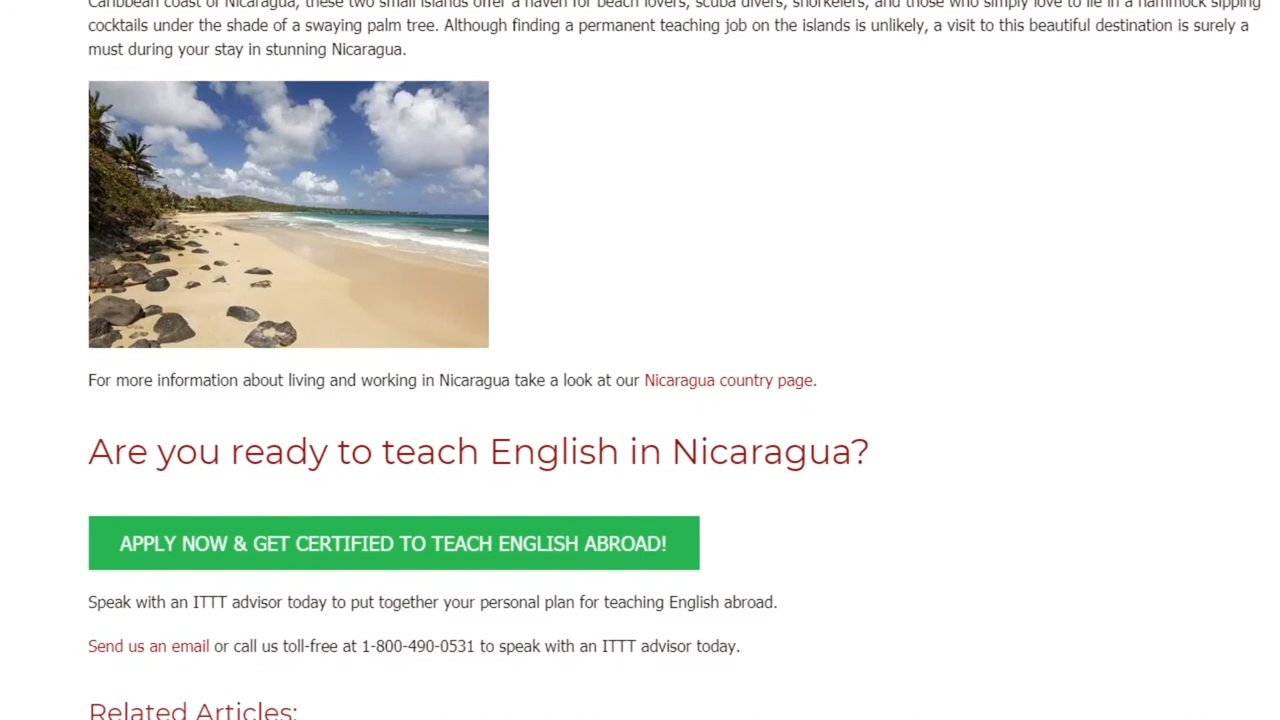 Caribbean coast of Nicaragua, these two small islands offer a haven for beach lovers, scuba divers, snorkelers, and those who simply love to lie in a hammock sipping
cocktails under the shade of a swaying palm tree. Although finding a permanent teaching job on the islands is unlikely, a visit to this beautiful destination is surely a
must during your stay in stunning Nicaragua.
For more information about living and working in Nicaragua take a look at our Nicaragua country page.
Are you ready to teach English in Nicaragua?
APPLY NOW & GET CERTIFIED TO TEACH ENGLISH ABROAD!
Speak with an ITTT advisor today to put together your personal plan for teaching English abroad.
Send us an email or call us toll-free at 1-800-490-0531 to speak with an ITTT advisor today.
Related Articles: